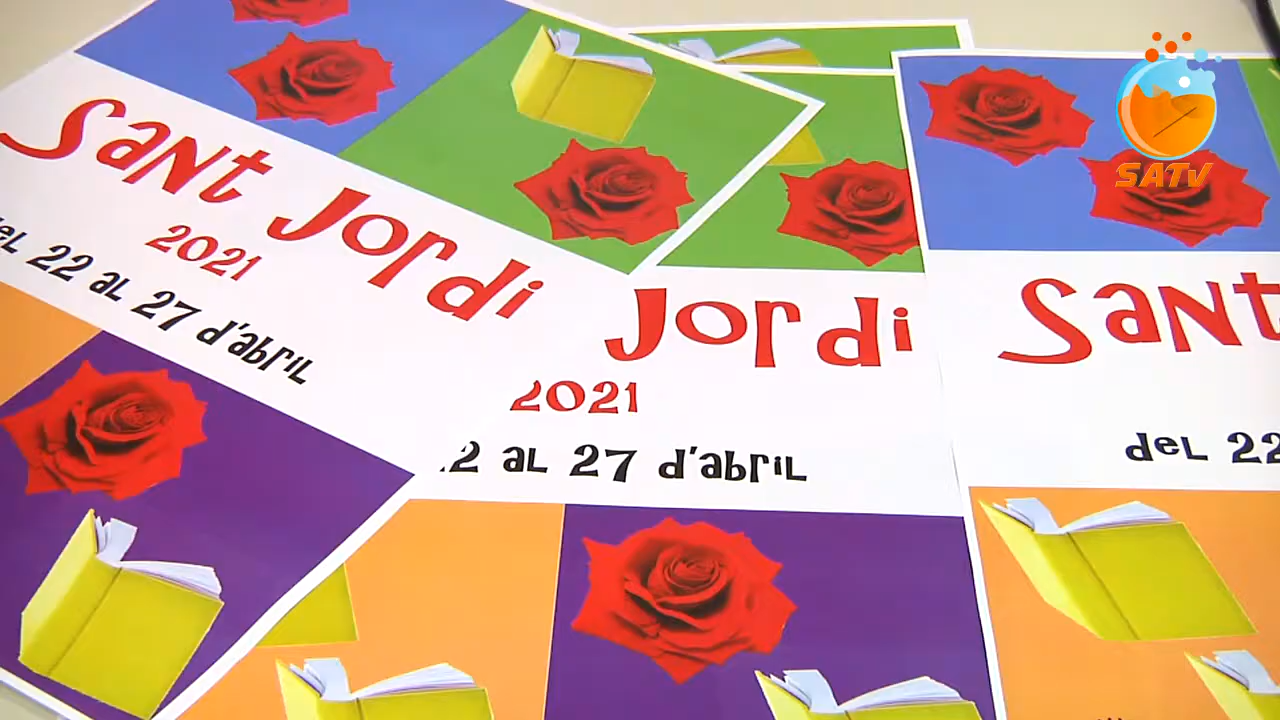 Sant Jordi
2021
del 22 al 27 d'abril
Jordi
2021
22 al 27 d'abril
Sant
del 22
SATV